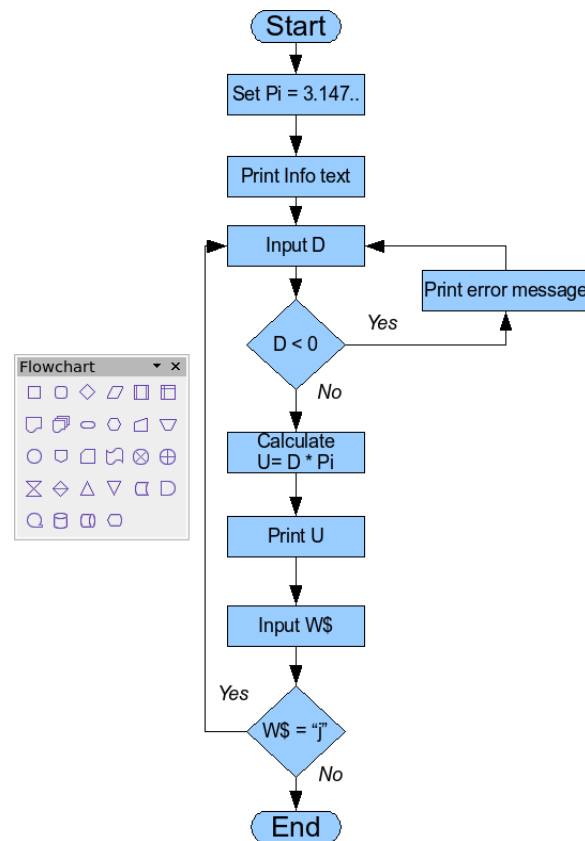 Start
Set Pi = 3.147..
Print Info text
Input D
Print error message
Yes
D < 0
No
Flowchart
Calculate
U= D * Pi
Print U
Input W$
Yes
W$ = “j”
No
End